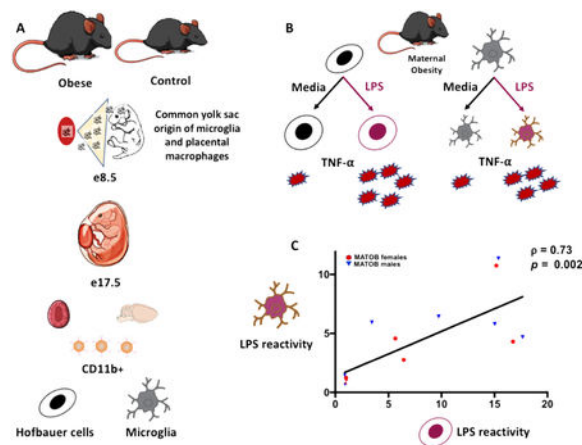 A
Obese
Control
Common yolk sac
origin of microglia
and placental
macrophages
e8.5
e17.5
CD11b+
Hofbauer cells
Microglia
B
Maternal
Obesity
Media
LPS
Media
LPS
TNF-α
TNF-α
C
MATOB females
MATOB males
ρ = 0.73
p = 0.002
10
5
0
LPS reactivity
0
5
10
15
20
LPS reactivity